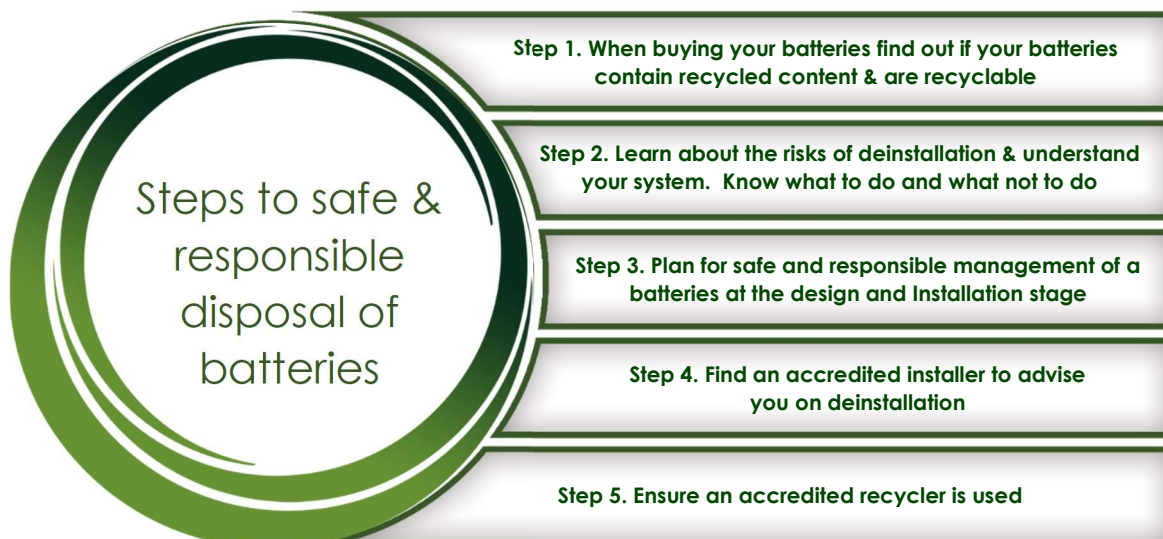 Steps to safe &
responsible
disposal of
batteries
Step 1. When buying your batteries find out if your batteries
contain recycled content & are recyclable
Step 2. Learn about the risks of deinstallation & understand
your system. Know what to do and what not to do
Step 3. Plan for safe and responsible management of a
batteries at the design and Installation stage
Step 4. Find an accredited installer to advise
you on deinstallation
Step 5. Ensure an accredited recycler is used